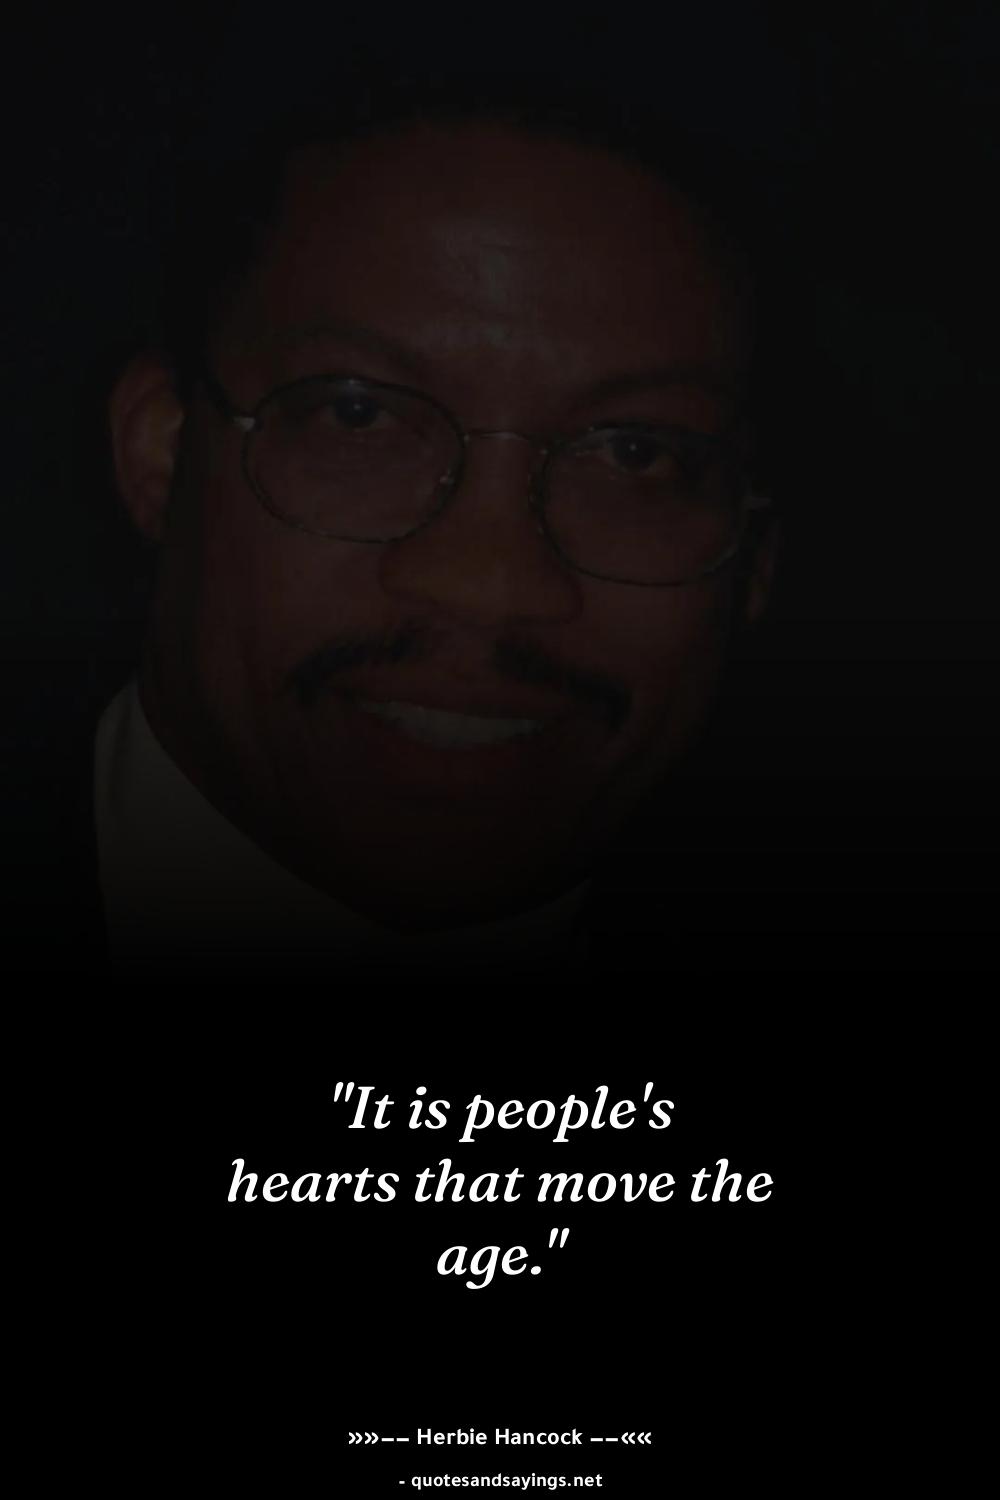 "It is people's
hearts that move the
age."
»»–– Herbie Hancock ––««
- quotesandsayings.net